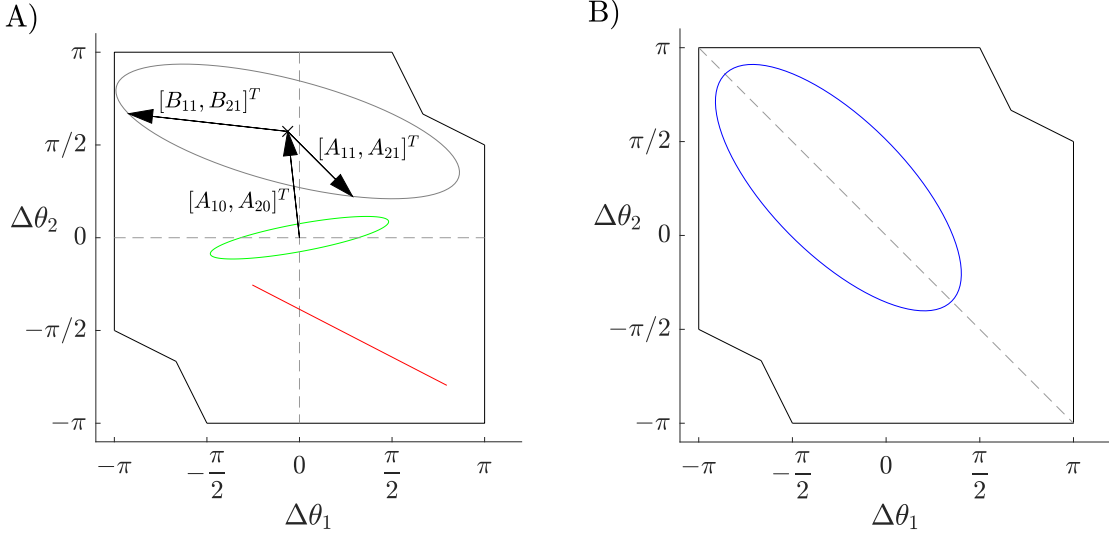 A)
π
π/2
Δθ₂
0
−π/2
−π
−π
−π/2
0
π/2
π
Δθ₁
[B₁₁, B₂₁]ᵀ
[A₁₁, A₂₁]ᵀ
[A₁₀, A₂₀]ᵀ
B)
π
π/2
Δθ₂
0
−π/2
−π
−π
−π/2
0
π/2
π
Δθ₁